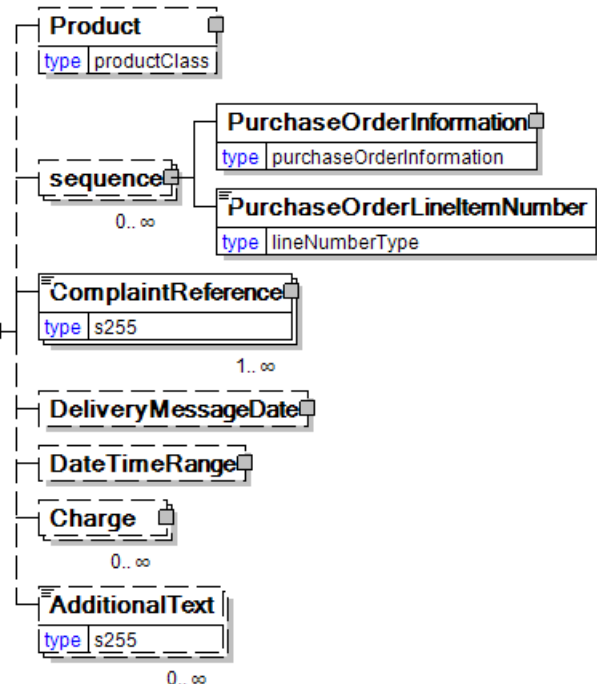 Product
type productClass
PurchaseOrderInformation
type purchaseOrderInformation
sequence
0.. ∞
PurchaseOrderLineItemNumber
type lineNumberType
ComplaintReference
type s255
1.. ∞
DeliveryMessageDate
DateTimeRange
Charge
0.. ∞
AdditionalText
type s255
0.. ∞